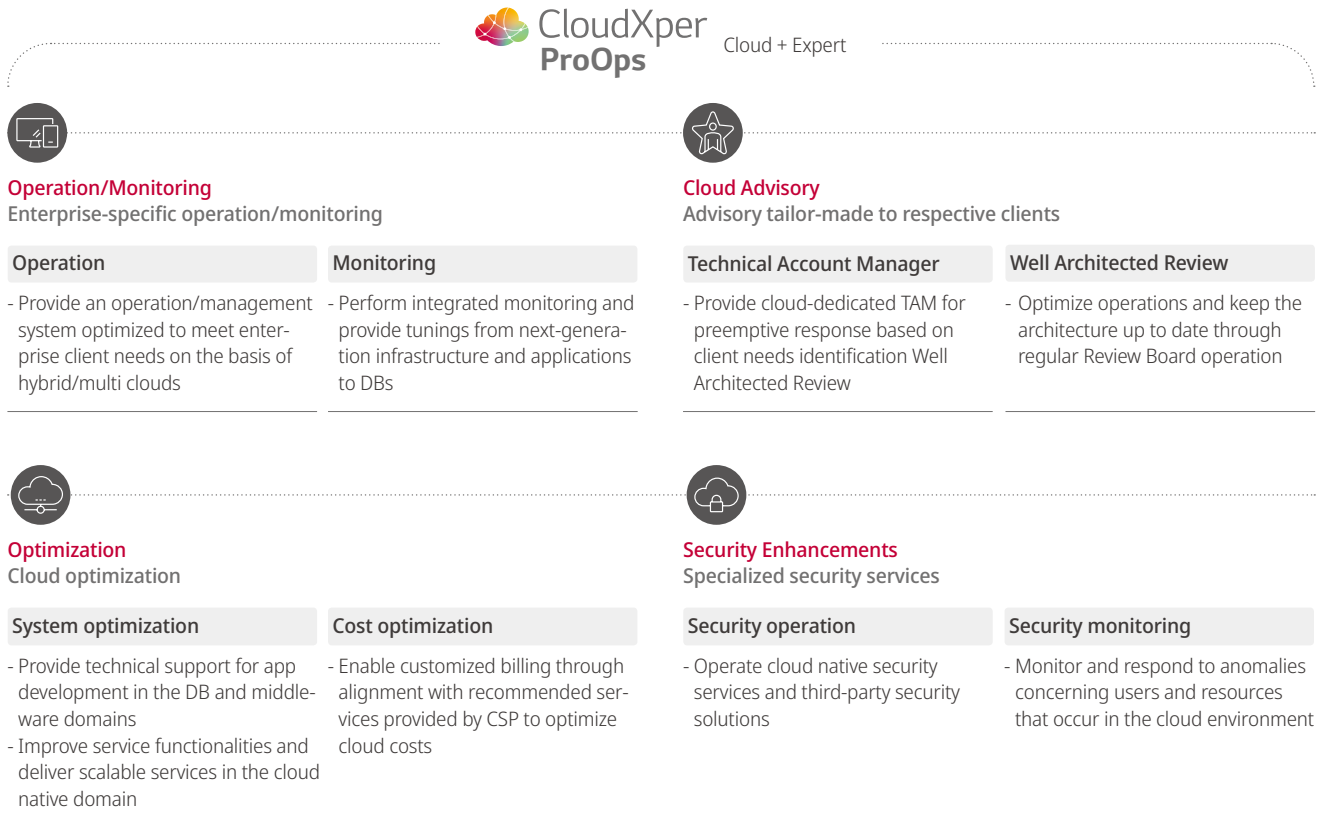 CloudXper
ProOps
Cloud + Expert
Operation/Monitoring
Enterprise-specific operation/monitoring
Operation
- Provide an operation/management
system optimized to meet enter-
prise client needs on the basis of
hybrid/multi clouds
Monitoring
- Perform integrated monitoring and
provide tunings from next-genera-
tion infrastructure and applications
to DBs
Cloud Advisory
Advisory tailor-made to respective clients
Technical Account Manager
- Provide cloud-dedicated TAM for
preemptive response based on
client needs identification Well
Architected Review
Well Architected Review
- Optimize operations and keep the
architecture up to date through
regular Review Board operation
Optimization
Cloud optimization
System optimization
- Provide technical support for app
development in the DB and middle-
ware domains
- Improve service functionalities and
deliver scalable services in the cloud
native domain
Cost optimization
- Enable customized billing through
alignment with recommended ser-
vices provided by CSP to optimize
cloud costs
Security Enhancements
Specialized security services
Security operation
- Operate cloud native security
services and third-party security
solutions
Security monitoring
- Monitor and respond to anomalies
concerning users and resources
that occur in the cloud environment